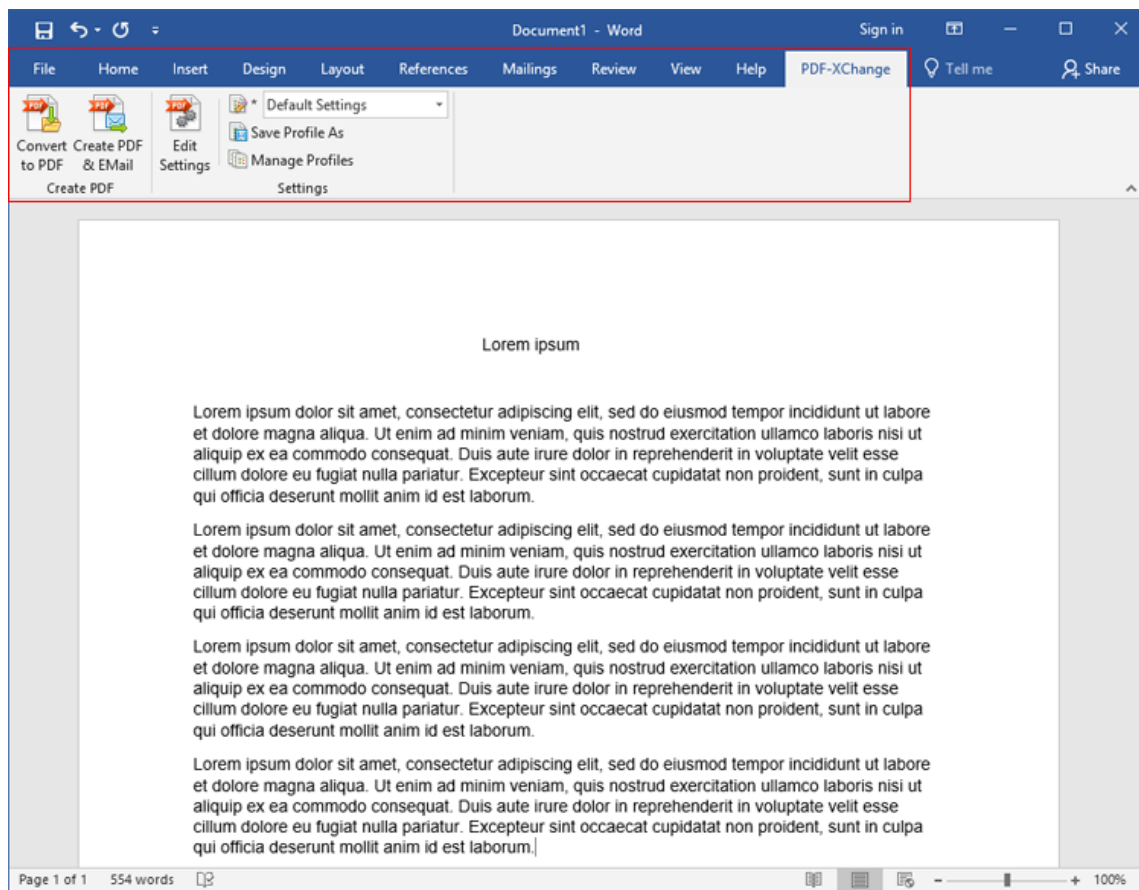 Document1 - Word
Sign in
File Home Insert Design Layout References Mailings Review View Help PDF-XChange Tell me Share
Convert to PDF
Create PDF & EMail
Edit Settings
* Default Settings
Save Profile As
Manage Profiles
Create PDF
Settings
Lorem ipsum
Lorem ipsum dolor sit amet, consectetur adipiscing elit, sed do eiusmod tempor incididunt ut labore
et dolore magna aliqua. Ut enim ad minim veniam, quis nostrud exercitation ullamco laboris nisi ut
aliquip ex ea commodo consequat. Duis aute irure dolor in reprehenderit in voluptate velit esse
cillum dolore eu fugiat nulla pariatur. Excepteur sint occaecat cupidatat non proident, sunt in culpa
qui officia deserunt mollit anim id est laborum.
Lorem ipsum dolor sit amet, consectetur adipiscing elit, sed do eiusmod tempor incididunt ut labore
et dolore magna aliqua. Ut enim ad minim veniam, quis nostrud exercitation ullamco laboris nisi ut
aliquip ex ea commodo consequat. Duis aute irure dolor in reprehenderit in voluptate velit esse
cillum dolore eu fugiat nulla pariatur. Excepteur sint occaecat cupidatat non proident, sunt in culpa
qui officia deserunt mollit anim id est laborum.
Lorem ipsum dolor sit amet, consectetur adipiscing elit, sed do eiusmod tempor incididunt ut labore
et dolore magna aliqua. Ut enim ad minim veniam, quis nostrud exercitation ullamco laboris nisi ut
aliquip ex ea commodo consequat. Duis aute irure dolor in reprehenderit in voluptate velit esse
cillum dolore eu fugiat nulla pariatur. Excepteur sint occaecat cupidatat non proident, sunt in culpa
qui officia deserunt mollit anim id est laborum.
Lorem ipsum dolor sit amet, consectetur adipiscing elit, sed do eiusmod tempor incididunt ut labore
et dolore magna aliqua. Ut enim ad minim veniam, quis nostrud exercitation ullamco laboris nisi ut
aliquip ex ea commodo consequat. Duis aute irure dolor in reprehenderit in voluptate velit esse
cillum dolore eu fugiat nulla pariatur. Excepteur sint occaecat cupidatat non proident, sunt in culpa
qui officia deserunt mollit anim id est laborum.
Page 1 of 1 554 words 100%